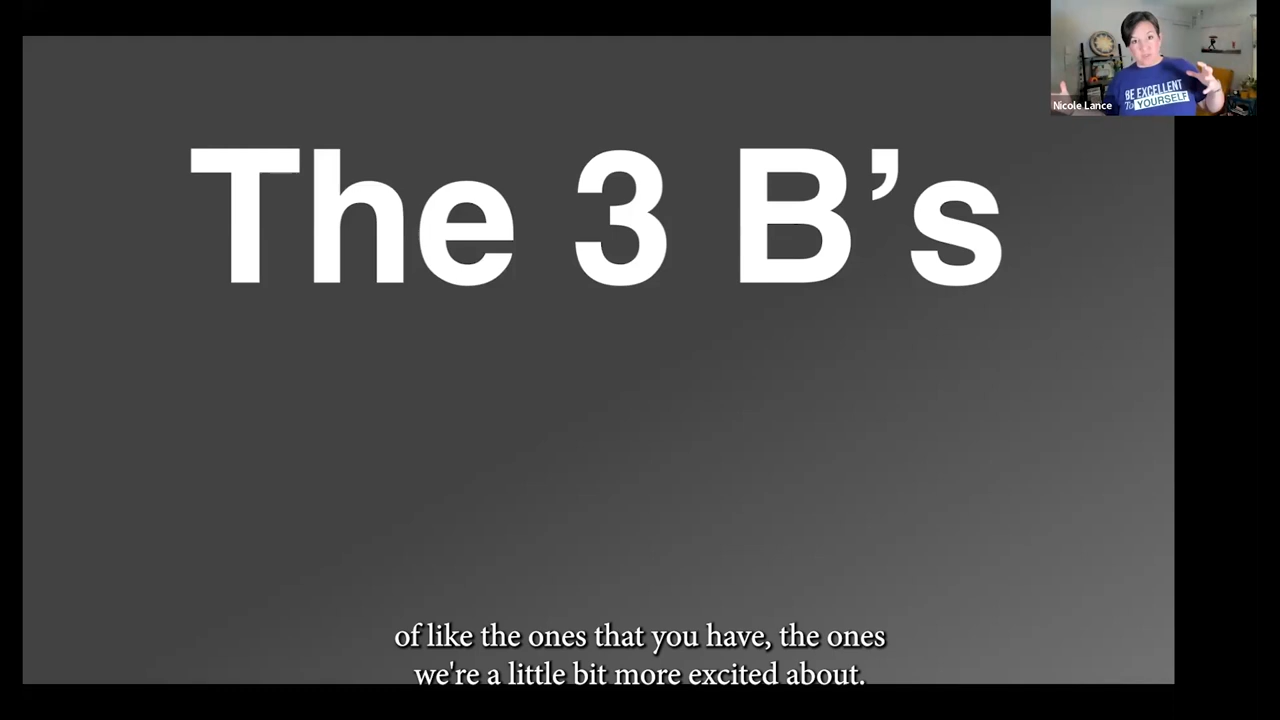 BE EXCELLENT
To YOURSELF
Nicole Lance
The 3 B’s
of like the ones that you have, the ones
we're a little bit more excited about.